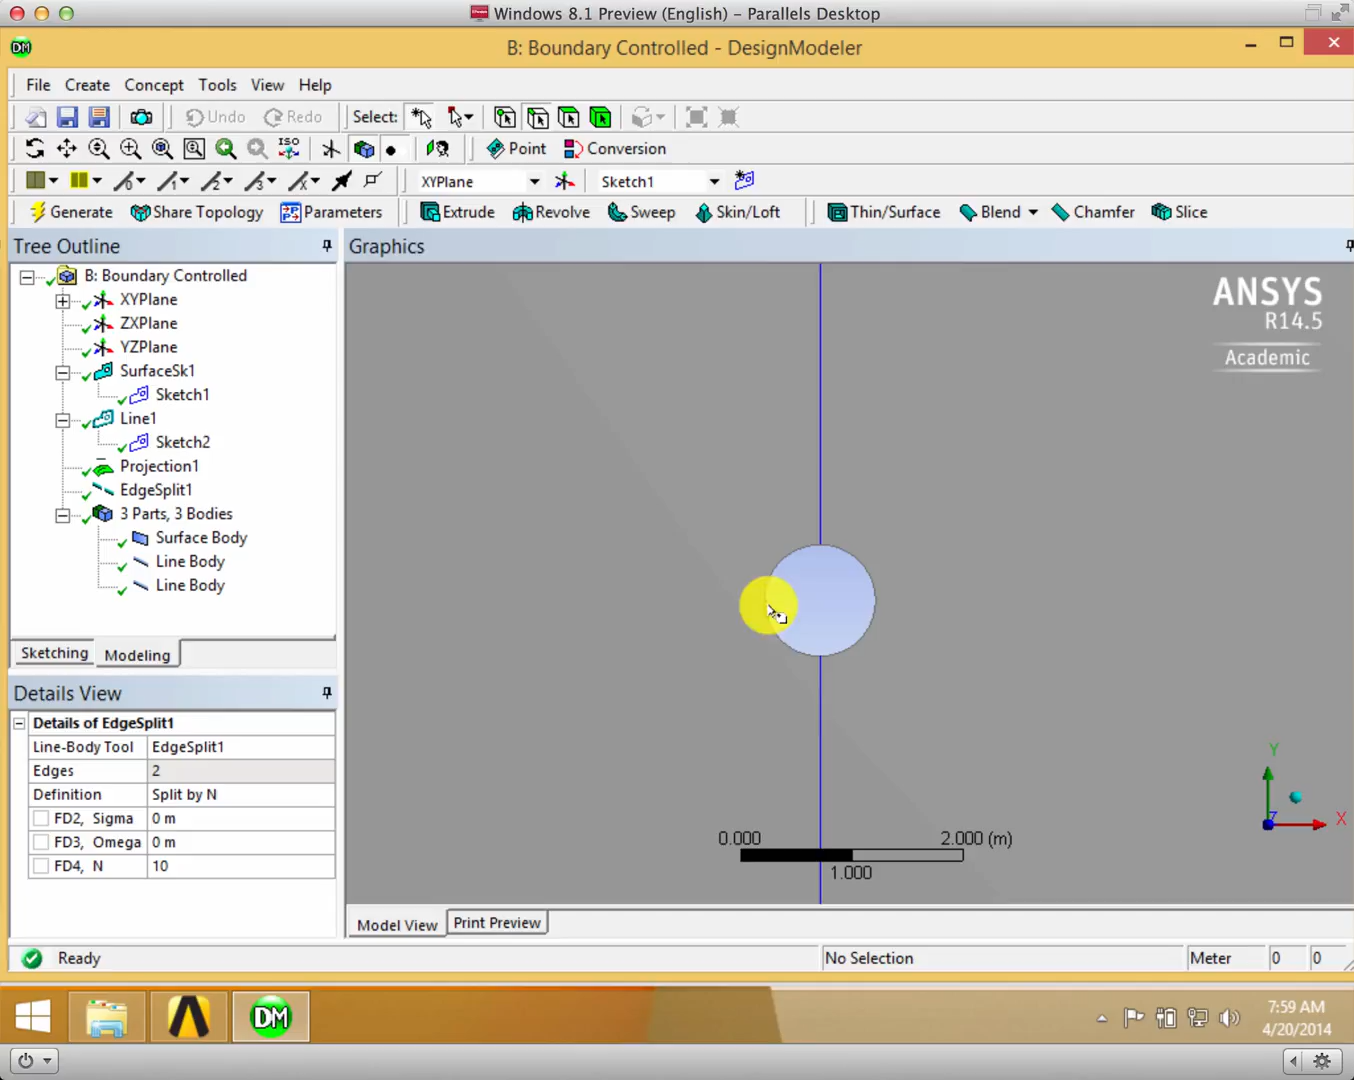 Windows 8.1 Preview (English) – Parallels Desktop
DM
B: Boundary Controlled - DesignModeler
File Create Concept Tools View Help
Undo Redo Select:
ISO Point Conversion
XYPlane Sketch1
Generate Share Topology Parameters Extrude Revolve Sweep Skin/Loft Thin/Surface Blend Chamfer Slice
Tree Outline
B: Boundary Controlled
XYPlane
ZXPlane
YZPlane
SurfaceSk1
Sketch1
Line1
Sketch2
Projection1
EdgeSplit1
3 Parts, 3 Bodies
Surface Body
Line Body
Line Body
Sketching Modeling
Details View
Details of EdgeSplit1
Line-Body Tool EdgeSplit1
Edges 2
Definition Split by N
FD2, Sigma 0 m
FD3, Omega 0 m
FD4, N 10
Graphics
ANSYS
R14.5
Academic
Y
Z
X
0.000 2.000 (m)
1.000
Model View Print Preview
Ready No Selection Meter 0 0
DM
7:59 AM
4/20/2014